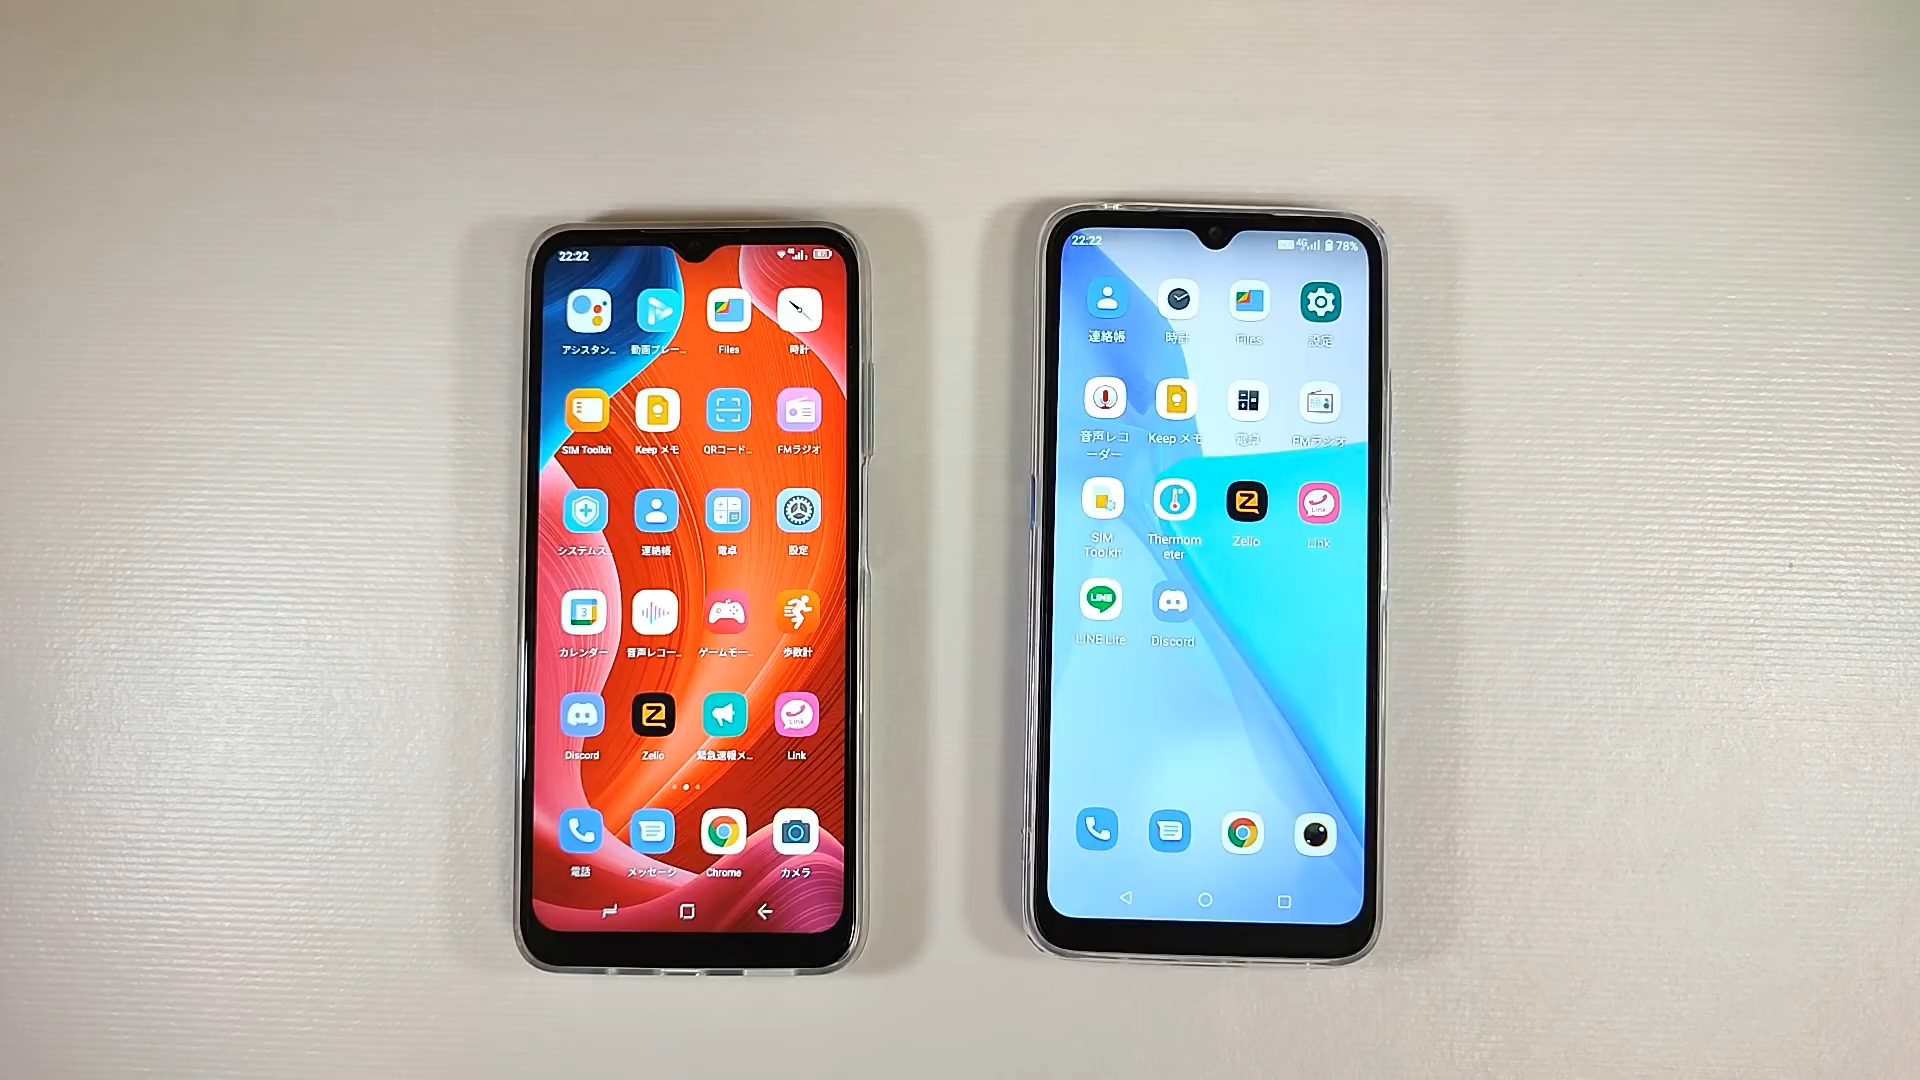 22:22
アシスタン...
動画プレー...
Files
時計
SIM Toolkit
Keep メモ
QRコード...
FMラジオ
システムス...
連絡帳
電卓
設定
3
カレンダー
音声レコー...
ゲームモー...
歩数計
Link
Discord
Zello
緊急速報メ...
Link
電話
メッセージ
Chrome
カメラ
22:22
4G
78%
連絡帳
時計
Files
設定
音声レコ
ーダー
Keep メモ
電卓
FMラジオ
Link
SIM
Toolkit
Thermom
eter
Zello
Link
LINE
LINE Lite
Discord